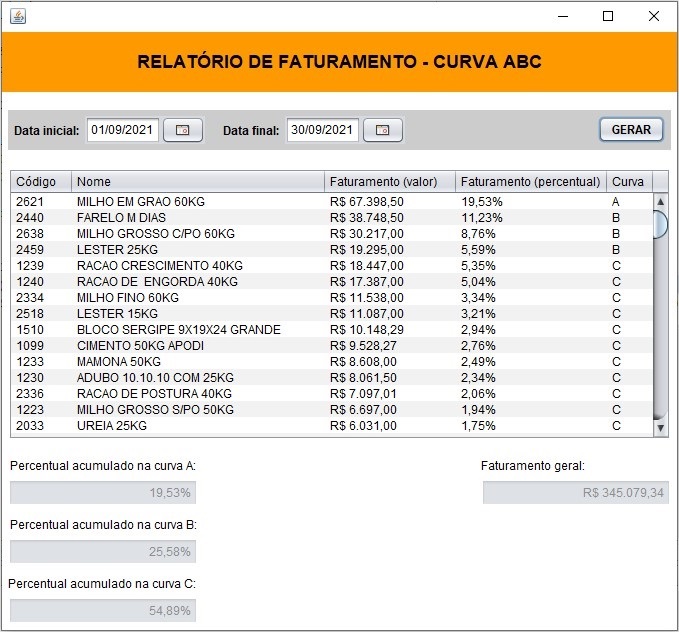 RELATÓRIO DE FATURAMENTO - CURVA ABC
Data inicial: 01/09/2021 Data final: 30/09/2021 GERAR
Código Nome Faturamento (valor) Faturamento (percentual) Curva
2621 MILHO EM GRAO 60KG R$ 67.398,50 19,53% A
2440 FARELO M DIAS R$ 38.748,50 11,23% B
2638 MILHO GROSSO C/PO 60KG R$ 30.217,00 8,76% B
2459 LESTER 25KG R$ 19.295,00 5,59% B
1239 RACAO CRESCIMENTO 40KG R$ 18.447,00 5,35% C
1240 RACAO DE  ENGORDA 40KG R$ 17.387,00 5,04% C
2334 MILHO FINO 60KG R$ 11.538,00 3,34% C
2518 LESTER 15KG R$ 11.087,00 3,21% C
1510 BLOCO SERGIPE 9X19X24 GRANDE R$ 10.148,29 2,94% C
1099 CIMENTO 50KG APODI R$ 9.528,27 2,76% C
1233 MAMONA 50KG R$ 8.608,00 2,49% C
1230 ADUBO 10.10.10 COM 25KG R$ 8.061,50 2,34% C
2336 RACAO DE POSTURA 40KG R$ 7.097,01 2,06% C
1223 MILHO GROSSO S/PO 50KG R$ 6.697,00 1,94% C
2033 UREIA 25KG R$ 6.031,00 1,75% C
Percentual acumulado na curva A: Faturamento geral:
19,53% R$ 345.079,34
Percentual acumulado na curva B:
25,58%
Percentual acumulado na curva C:
54,89%